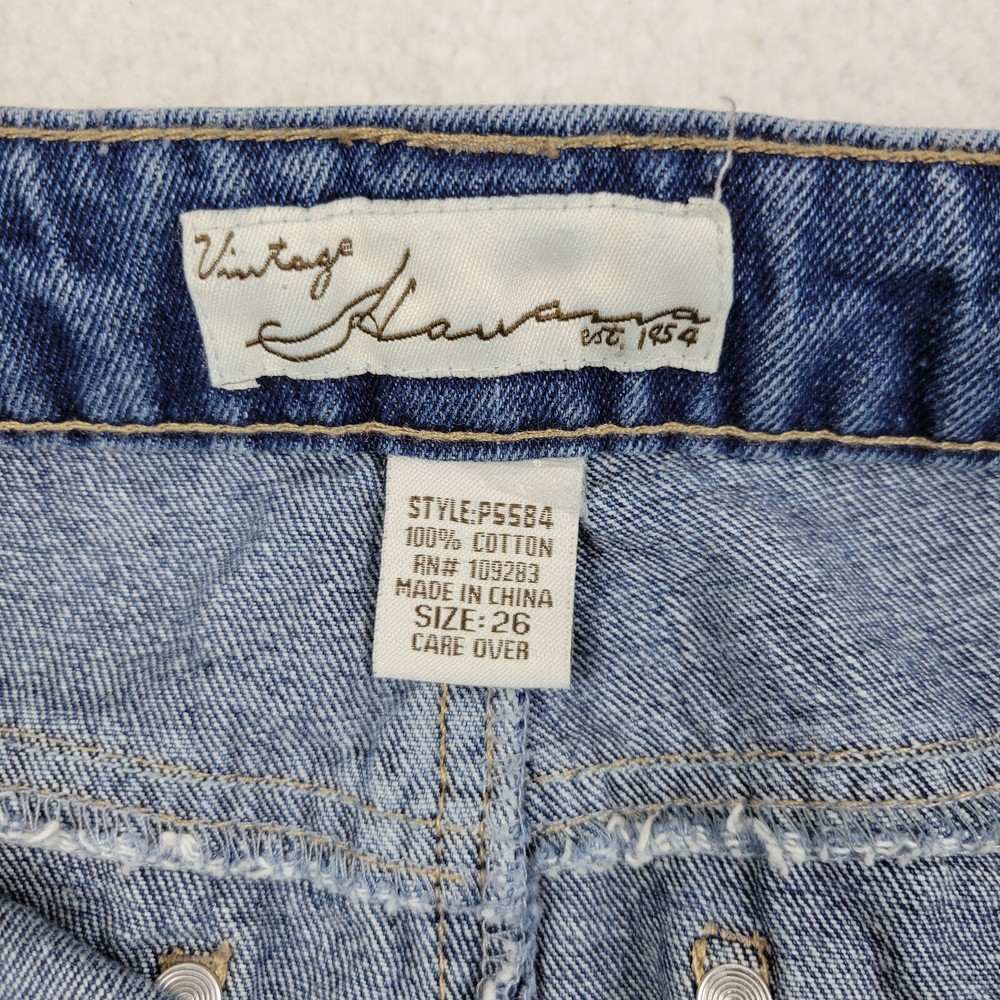 Vintage
Havana
est. 1954
STYLE:P5584
100% COTTON
RN# 109283
MADE IN CHINA
SIZE: 26
CARE OVER